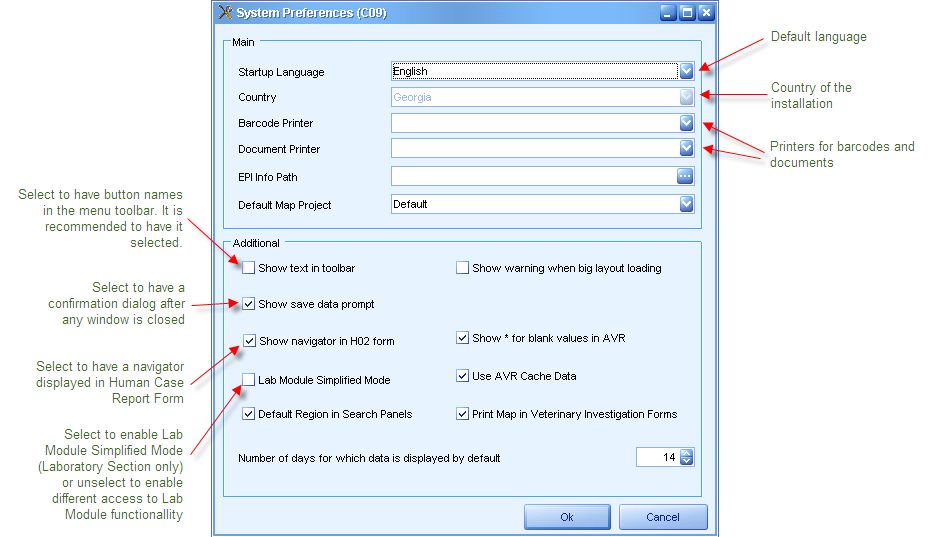 System Preferences (C09)
Main
Startup Language
English
Default language
Country
Georgia
Country of the
installation
Barcode Printer
Document Printer
Printers for barcodes and
documents
EPI Info Path
Default Map Project
Default
Select to have button names
in the menu toolbar. It is
recommended to have it
selected.
Additional
Show text in toolbar
Show warning when big layout loading
Select to have a
confirmation dialog after
any window is closed
Show save data prompt
Show navigator in H02 form
Show * for blank values in AVR
Select to have a navigator
displayed in Human Case
Report Form
Lab Module Simplified Mode
Use AVR Cache Data
Default Region in Search Panels
Print Map in Veterinary Investigation Forms
Select to enable Lab
Module Simplified Mode
(Laboratory Section only)
or unselect to enable
different access to Lab
Module functionallity
Number of days for which data is displayed by default
14
Ok
Cancel